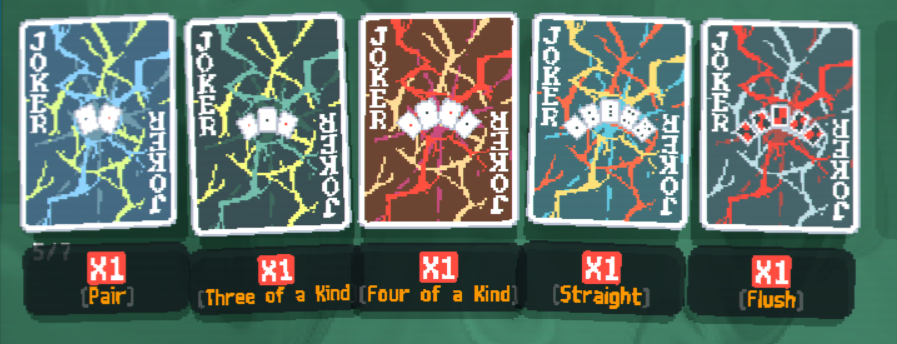 JOKER
JOKER
JOKER
JOKER
JOKER
JOKER
JOKER
JOKER
JOKER
JOKER
5/7
X1
(Pair)
X1
(Three of a Kind)
X1
(Four of a Kind)
X1
(Straight)
X1
(Flush)